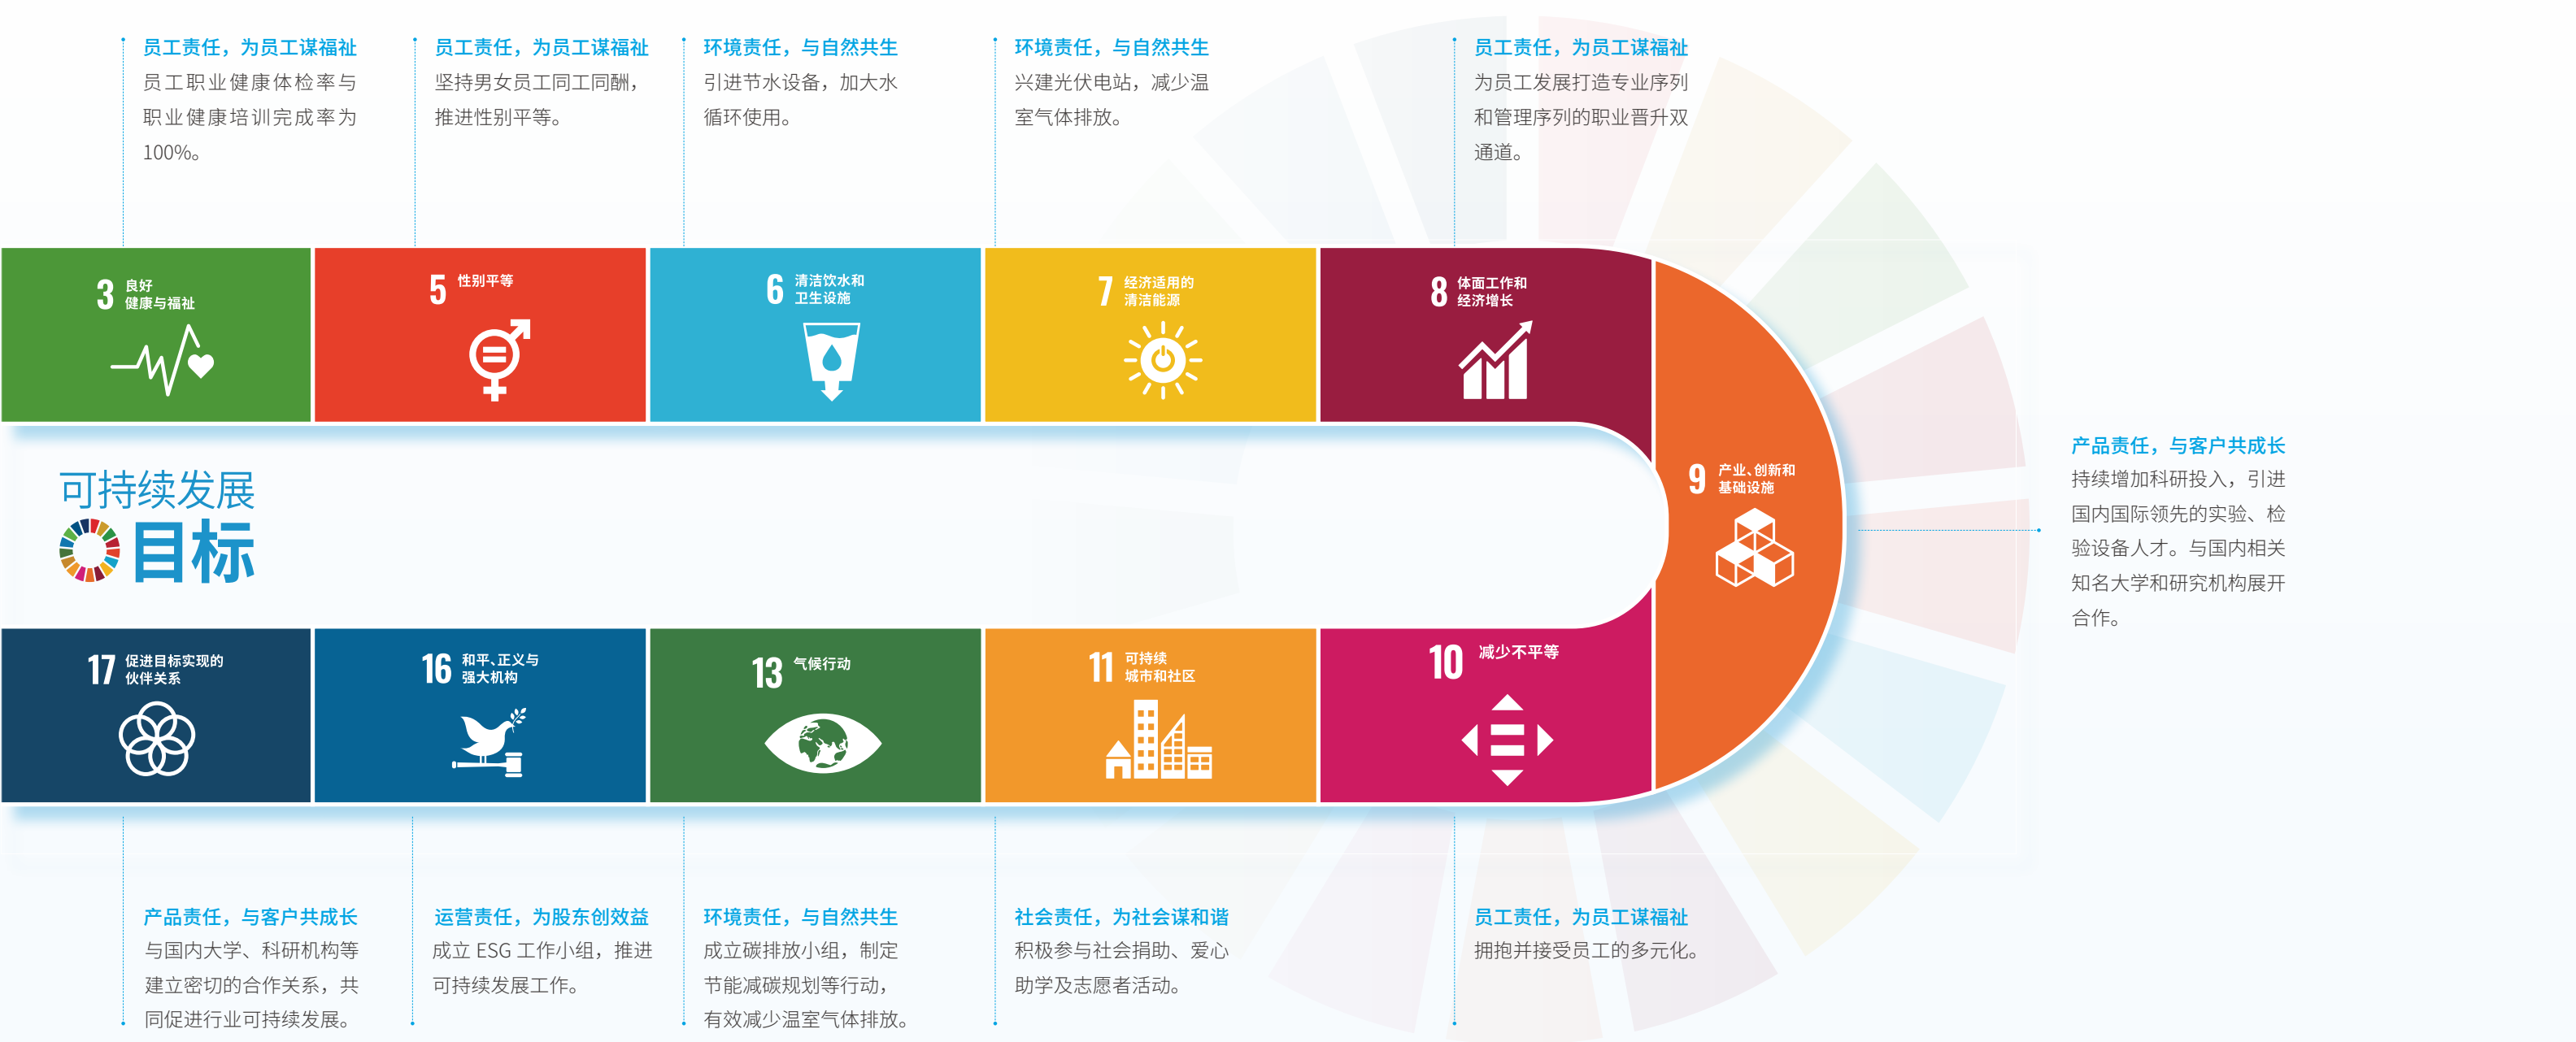 员工责任，为员工谋福祉
员工职业健康体检率与
职业健康培训完成率为
100%。
员工责任，为员工谋福祉
坚持男女员工同工同酬，
推进性别平等。
环境责任，与自然共生
引进节水设备，加大水
循环使用。
环境责任，与自然共生
兴建光伏电站，减少温
室气体排放。
员工责任，为员工谋福祉
为员工发展打造专业序列
和管理序列的职业晋升双
通道。
3 良好
健康与福祉
5 性别平等
6 清洁饮水和
卫生设施
7 经济适用的
清洁能源
8 体面工作和
经济增长
9 产业、创新和
基础设施
产品责任，与客户共成长
持续增加科研投入，引进
国内国际领先的实验、检
验设备人才。与国内相关
知名大学和研究机构展开
合作。
可持续发展
目标
17 促进目标实现的
伙伴关系
16 和平、正义与
强大机构
13 气候行动
11 可持续
城市和社区
10 减少不平等
产品责任，与客户共成长
与国内大学、科研机构等
建立密切的合作关系，共
同促进行业可持续发展。
运营责任，为股东创效益
成立 ESG 工作小组，推进
可持续发展工作。
环境责任，与自然共生
成立碳排放小组，制定
节能减碳规划等行动，
有效减少温室气体排放。
社会责任，为社会谋和谐
积极参与社会捐助、爱心
助学及志愿者活动。
员工责任，为员工谋福祉
拥抱并接受员工的多元化。